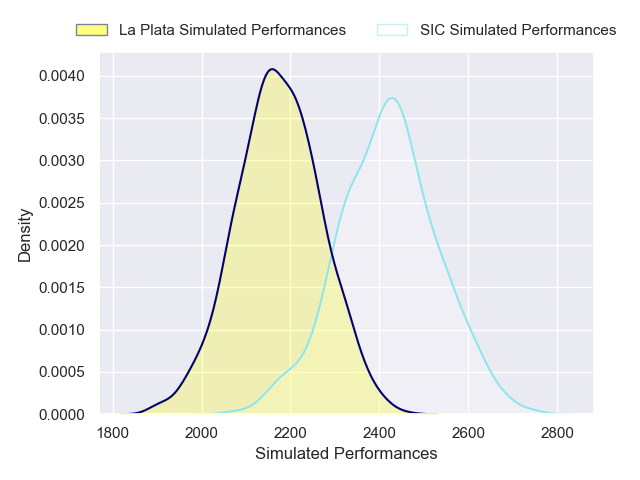 La Plata Simulated Performances SIC Simulated Performances
0.0040
0.0035
0.0030
0.0025
0.0020
0.0015
0.0010
0.0005
0.0000
Density
1800 2000 2200 2400 2600 2800
Simulated Performances